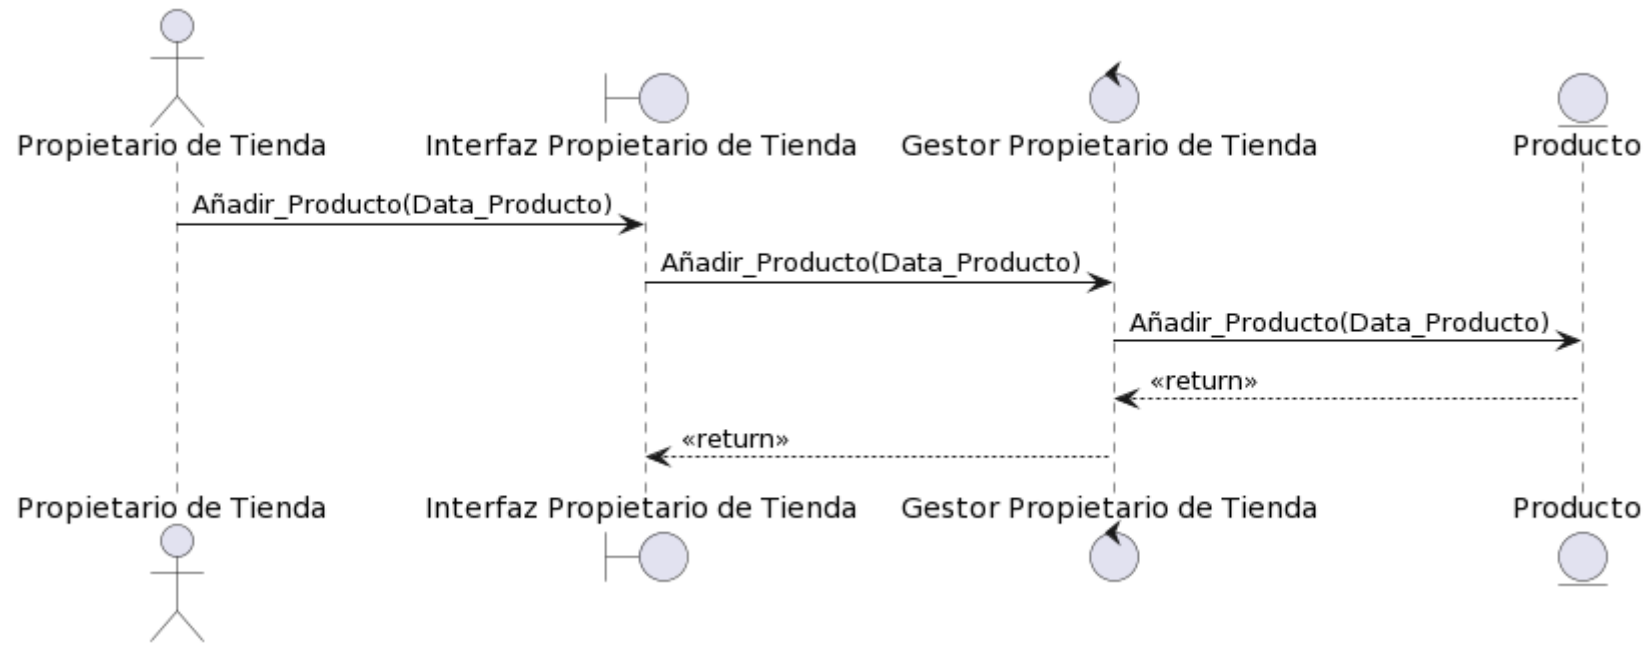 Propietario de Tienda
Interfaz Propietario de Tienda
Gestor Propietario de Tienda
Producto
Añadir_Producto(Data_Producto)
Añadir_Producto(Data_Producto)
Añadir_Producto(Data_Producto)
«return»
«return»
Propietario de Tienda
Interfaz Propietario de Tienda
Gestor Propietario de Tienda
Producto